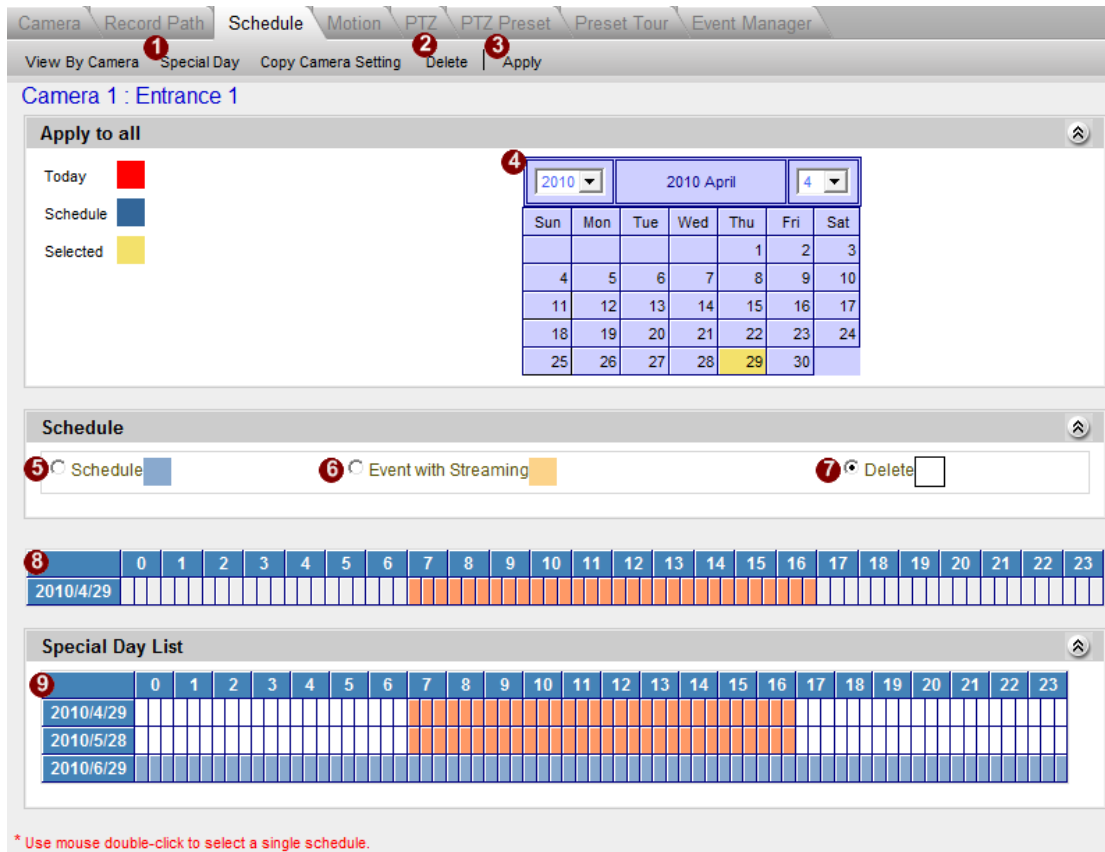 Camera Record Path Schedule Motion PTZ PTZ Preset Preset Tour Event Manager
1 2 3
View By Camera Special Day Copy Camera Setting Delete Apply
Camera 1 : Entrance 1
Apply to all
4
Today
Schedule
Selected
2010 2010 April 4
Sun Mon Tue Wed Thu Fri Sat
1 2 3
4 5 6 7 8 9 10
11 12 13 14 15 16 17
18 19 20 21 22 23 24
25 26 27 28 29 30
Schedule
5 Schedule 6 Event with Streaming 7 Delete
8 0 1 2 3 4 5 6 7 8 9 10 11 12 13 14 15 16 17 18 19 20 21 22 23
2010/4/29
Special Day List
9 0 1 2 3 4 5 6 7 8 9 10 11 12 13 14 15 16 17 18 19 20 21 22 23
2010/4/29
2010/5/28
2010/6/29
* Use mouse double-click to select a single schedule.